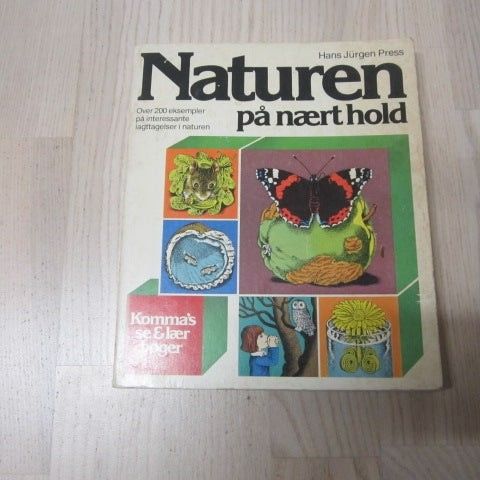 Hans Jürgen Press
Naturen
på nært hold
Over 200 eksempler
på interessante
iagttagelser i naturen
Komma's
se & lær
bøger